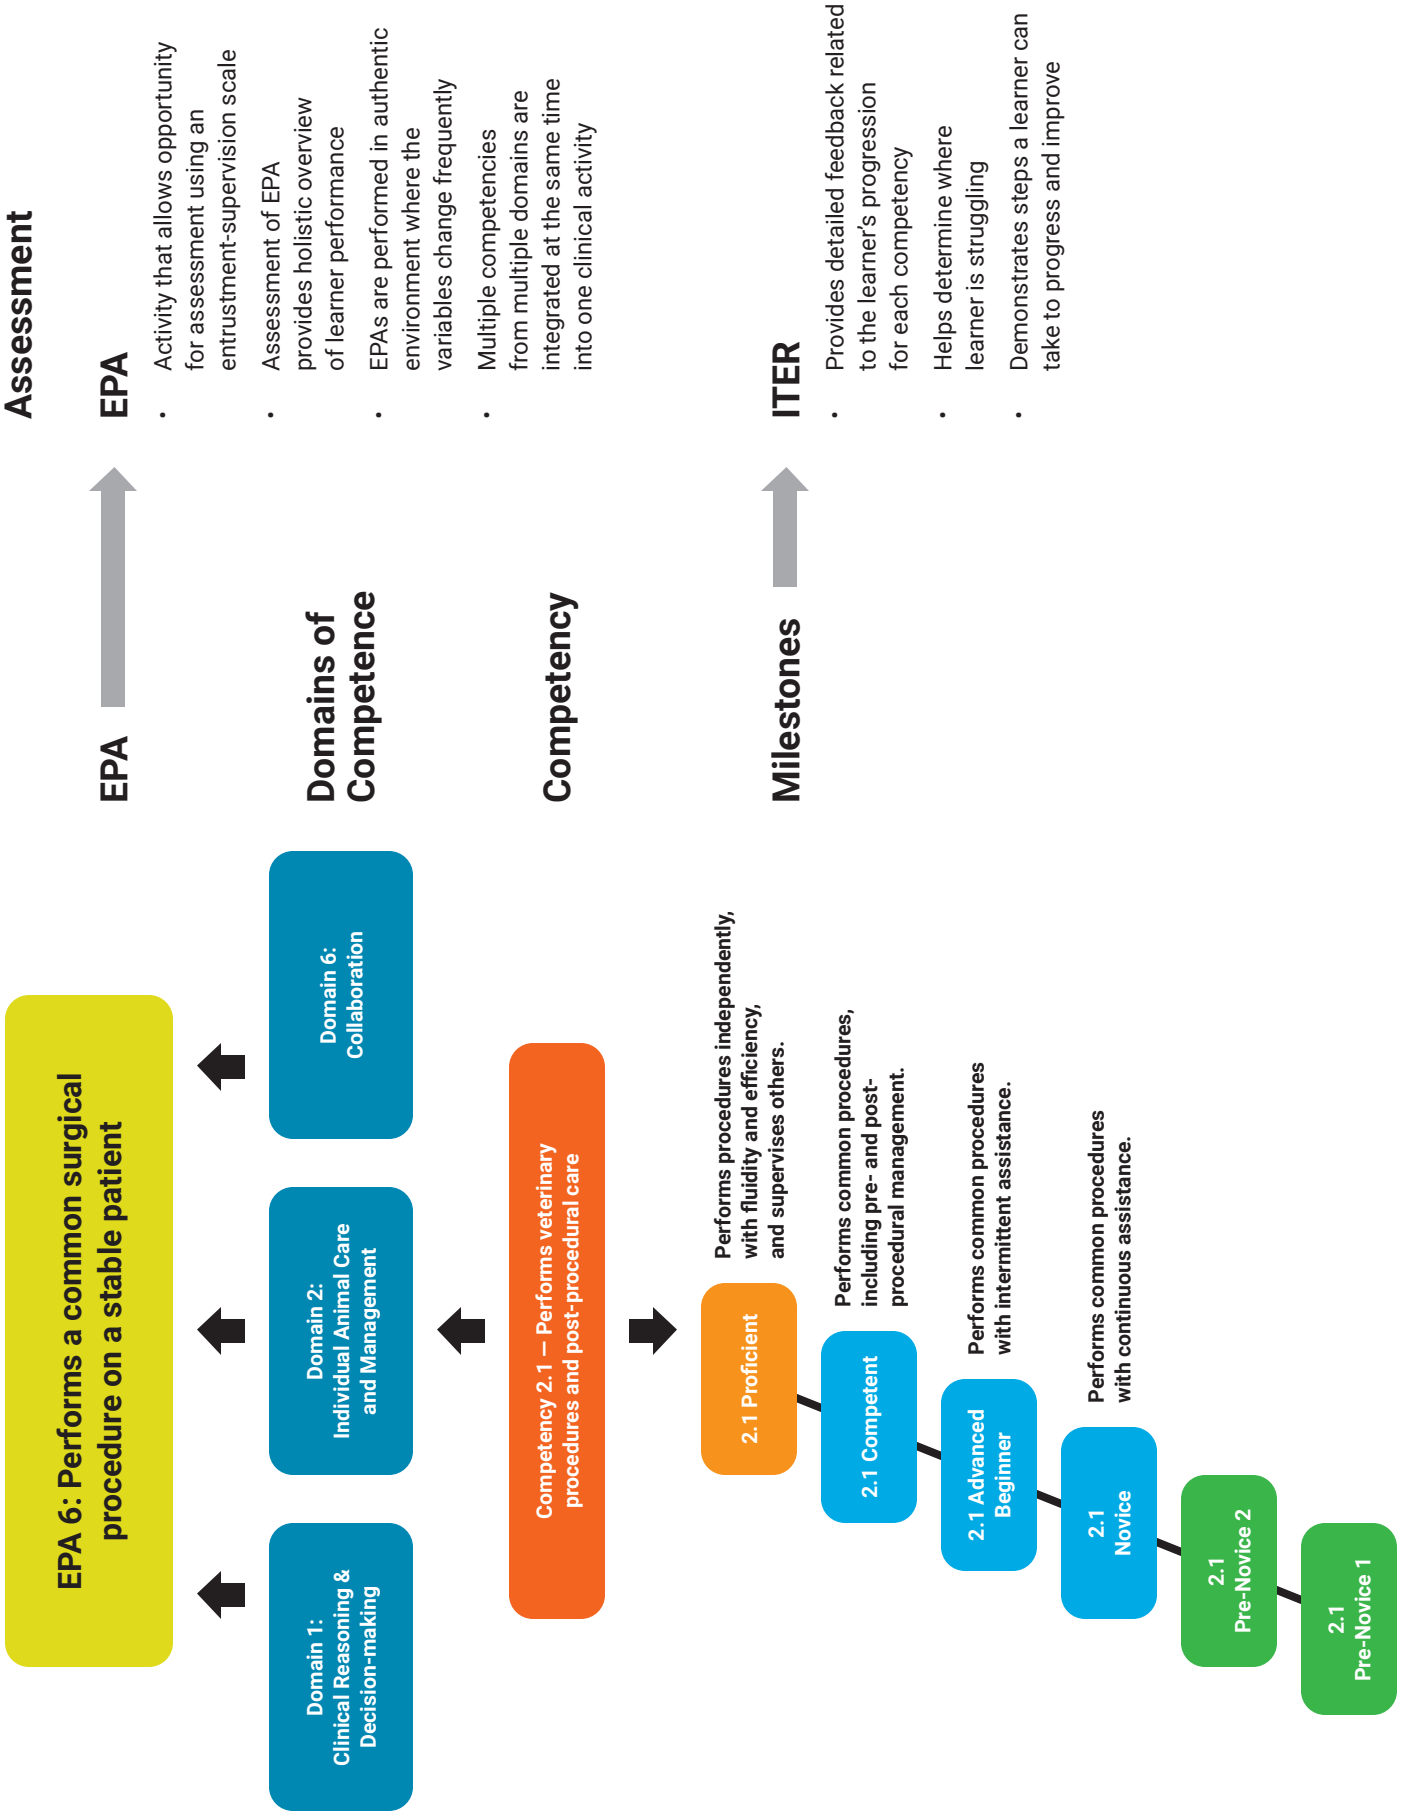 EPA 6: Performs a common surgical
procedure on a stable patient
Domain 1:
Clinical Reasoning &
Decision-making
Domain 2:
Individual Animal Care
and Management
Domain 6:
Collaboration
Competency 2.1 — Performs veterinary
procedures and post-procedural care
2.1 Proficient
Performs procedures independently,
with fluidity and efficiency,
and supervises others.
2.1 Competent
Performs common procedures,
including pre- and post-
procedural management.
2.1 Advanced
Beginner
Performs common procedures
with intermittent assistance.
2.1
Novice
Performs common procedures
with continuous assistance.
2.1
Pre-Novice 2
2.1
Pre-Novice 1
EPA
Domains of
Competence
Competency
Milestones
Assessment
EPA
• Activity that allows opportunity
for assessment using an
entrustment-supervision scale
• Assessment of EPA
provides holistic overview
of learner performance
• EPAs are performed in authentic
environment where the
variables change frequently
• Multiple competencies
from multiple domains are
integrated at the same time
into one clinical activity
ITER
• Provides detailed feedback related
to the learner’s progression
for each competency
• Helps determine where
learner is struggling
• Demonstrates steps a learner can
take to progress and improve